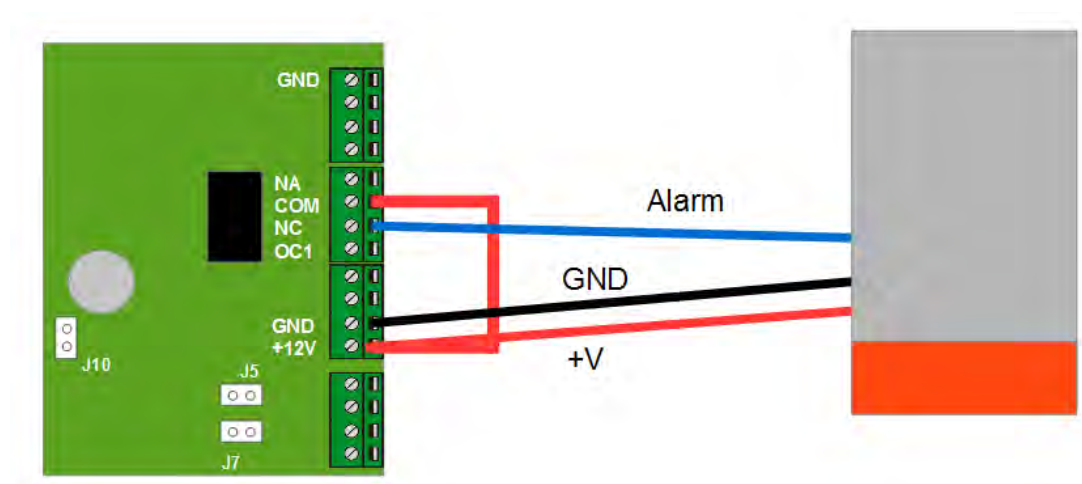 GND
NA
COM
NC
OC1
GND
+12V
J10
J5
J7
Alarm
GND
+V